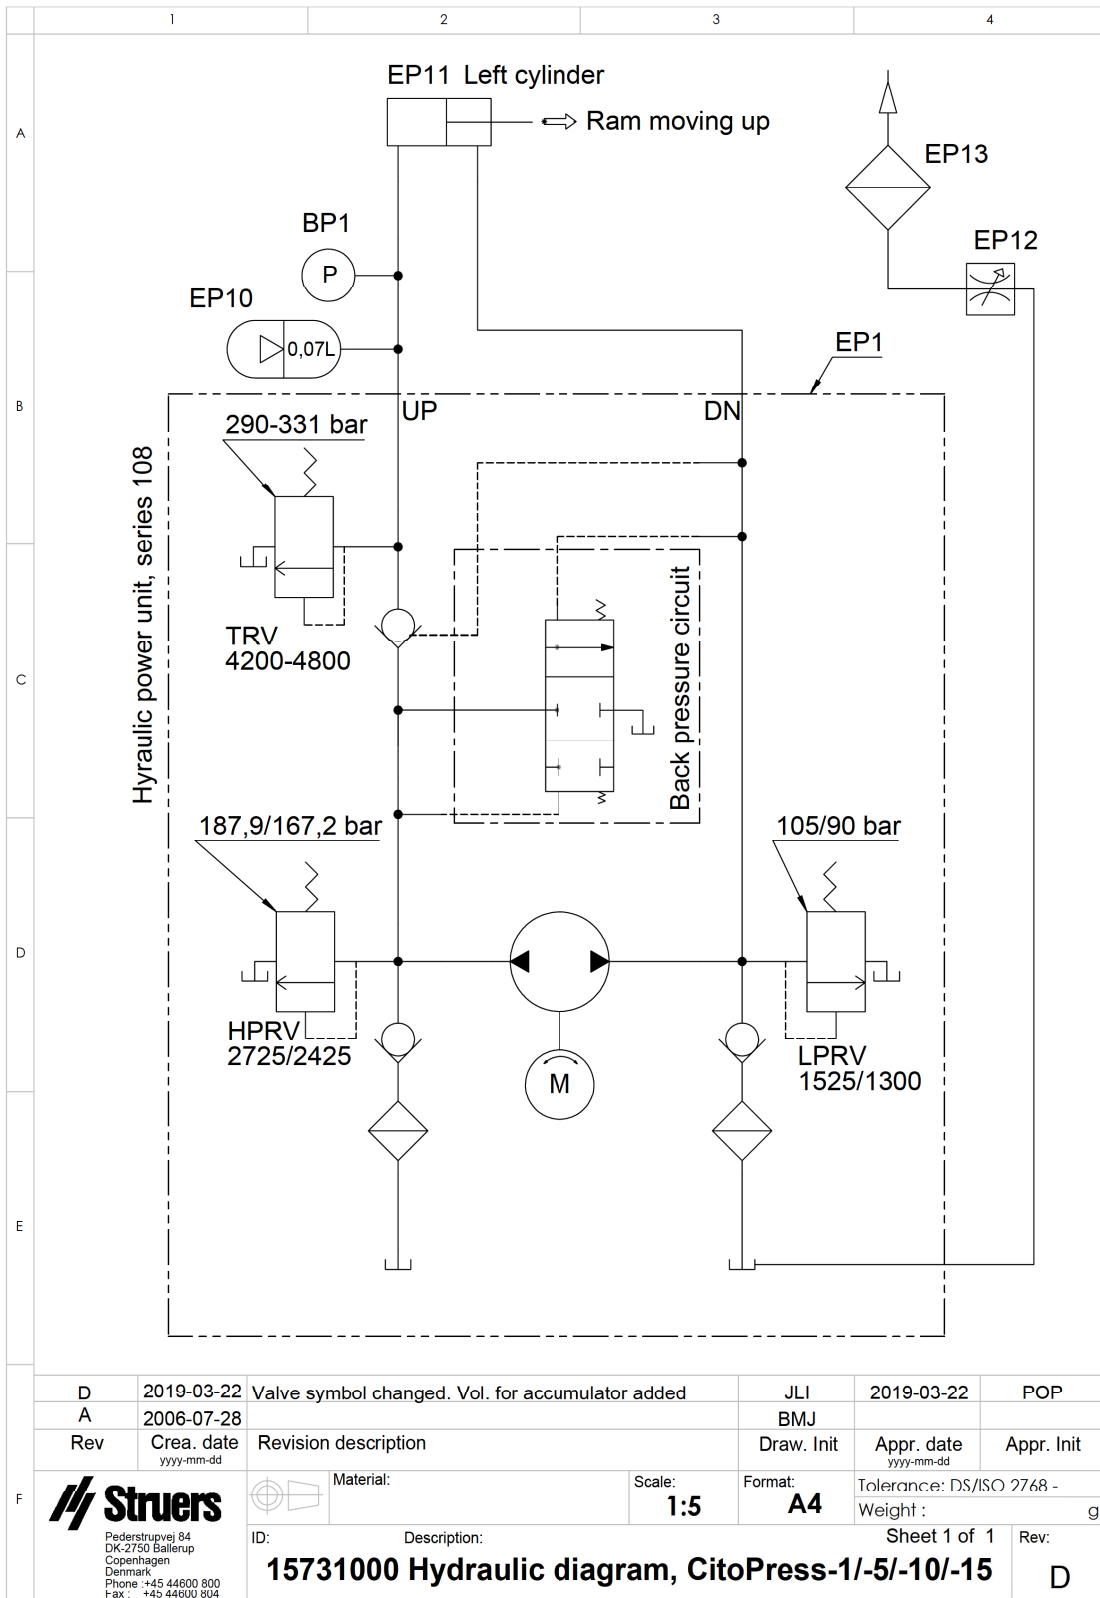 1 2 3 4
A
B
C
D
E
F
EP11 Left cylinder
Ram moving up
EP13
BP1
P
EP12
EP10
0,07L
EP1
UP
DN
290-331 bar
Hyraulic power unit, series 108
TRV
4200-4800
Back pressure circuit
187,9/167,2 bar
105/90 bar
HPRV
2725/2425
M
LPRV
1525/1300
D 2019-03-22 Valve symbol changed. Vol. for accumulator added JLI 2019-03-22 POP
A 2006-07-28 BMJ
Rev Crea. date Revision description Draw. Init Appr. date Appr. Init
yyyy-mm-dd yyyy-mm-dd
Struers
Pederstrupvej 84
DK-2750 Ballerup
Copenhagen
Denmark
Phone :+45 44600 800
Fax : +45 44600 804
Material:
Scale:
1:5
Format:
A4
Tolerance: DS/ISO 2768 -
Weight : g
ID: Description: Sheet 1 of 1 Rev:
15731000 Hydraulic diagram, CitoPress-1/-5/-10/-15 D